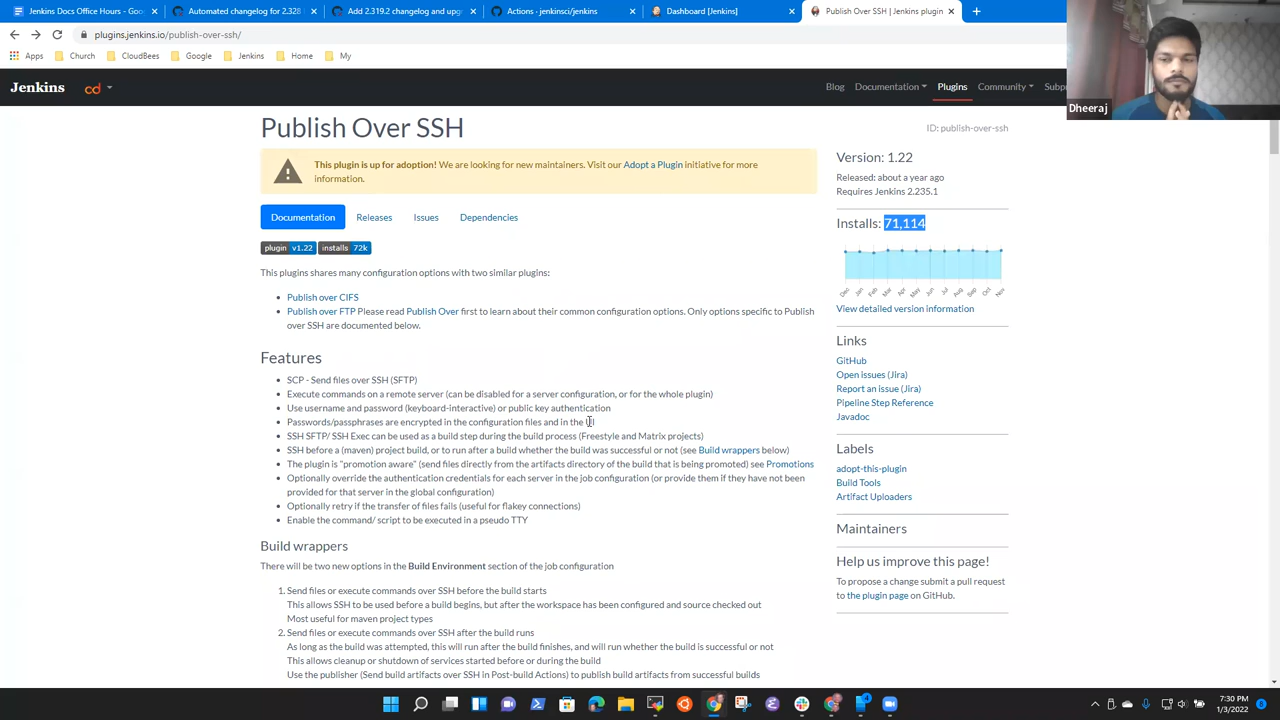 Jenkins Docs Office Hours - Goo
Automated changelog for 2.328
Add 2.319.2 changelog and upgr
Actions · jenkinsci/jenkins
Dashboard [Jenkins]
Publish Over SSH | Jenkins plugin
plugins.jenkins.io/publish-over-ssh/
Apps Church CloudBees Google Jenkins Home My
Jenkins cd Blog Documentation Plugins Community Supp
Dheeraj
Publish Over SSH
ID: publish-over-ssh
This plugin is up for adoption! We are looking for new maintainers. Visit our Adopt a Plugin initiative for more
information.
Documentation Releases Issues Dependencies
plugin v1.22 installs 72k
This plugins shares many configuration options with two similar plugins:
Publish over CIFS
Publish over FTP Please read Publish Over first to learn about their common configuration options. Only options specific to Publish
over SSH are documented below.
Features
SCP - Send files over SSH (SFTP)
Execute commands on a remote server (can be disabled for a server configuration, or for the whole plugin)
Use username and password (keyboard-interactive) or public key authentication
Passwords/passphrases are encrypted in the configuration files and in the
SSH SFTP/ SSH Exec can be used as a build step during the build process (Freestyle and Matrix projects)
SSH before a (maven) project build, or to run after a build whether the build was successful or not (see Build wrappers below)
The plugin is "promotion aware" (send files directly from the artifacts directory of the build that is being promoted) see Promotions
Optionally override the authentication credentials for each server in the job configuration (or provide them if they have not been
provided for that server in the global configuration)
Optionally retry if the transfer of files fails (useful for flakey connections)
Enable the command/ script to be executed in a pseudo TTY
Build wrappers
There will be two new options in the Build Environment section of the job configuration
1. Send files or execute commands over SSH before the build starts
This allows SSH to be used before a build begins, but after the workspace has been configured and source checked out
Most useful for maven project types
2. Send files or execute commands over SSH after the build runs
As long as the build was attempted, this will run after the build finishes, and will run whether the build is successful or not
This allows cleanup or shutdown of services started before or during the build
Use the publisher (Send build artifacts over SSH in Post-build Actions) to publish build artifacts from successful builds
Version: 1.22
Released: about a year ago
Requires Jenkins 2.235.1
Installs: 71,114
Dec Jan Feb Mar Apr May Jun Jul Aug Sep Oct Nov
View detailed version information
Links
GitHub
Open issues (Jira)
Report an issue (Jira)
Pipeline Step Reference
Javadoc
Labels
adopt-this-plugin
Build Tools
Artifact Uploaders
Maintainers
Help us improve this page!
To propose a change submit a pull request
to the plugin page on GitHub.
7:30 PM
1/3/2022